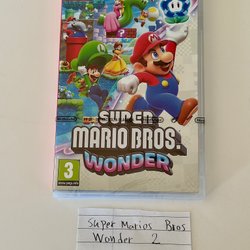 SUPER
MARIO BROS.
WONDER
3
Super Marios Bros
Wonder 2